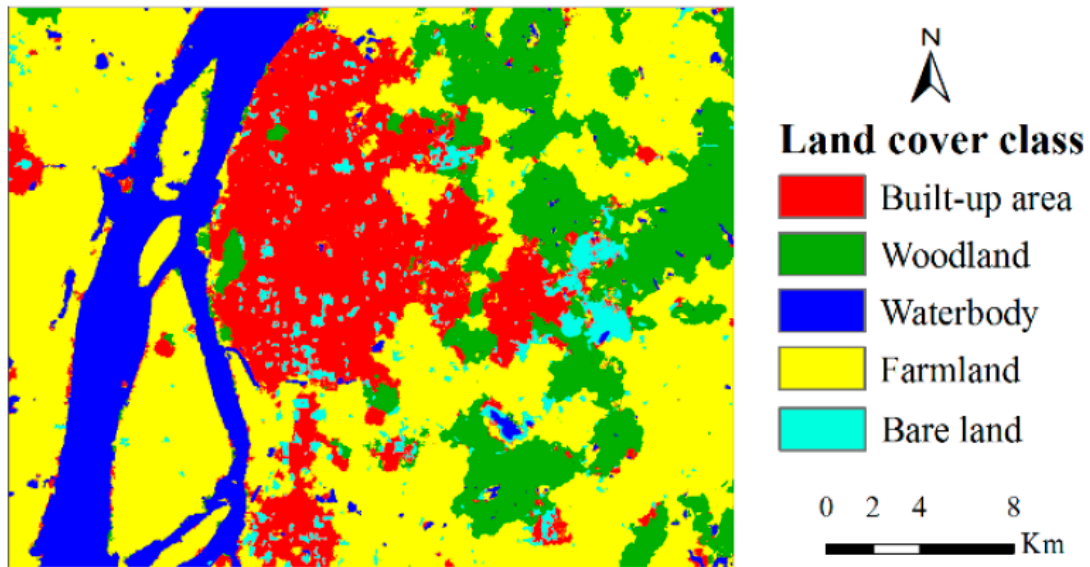 N
Land cover class
Built-up area
Woodland
Waterbody
Farmland
Bare land
0 2 4 8
Km